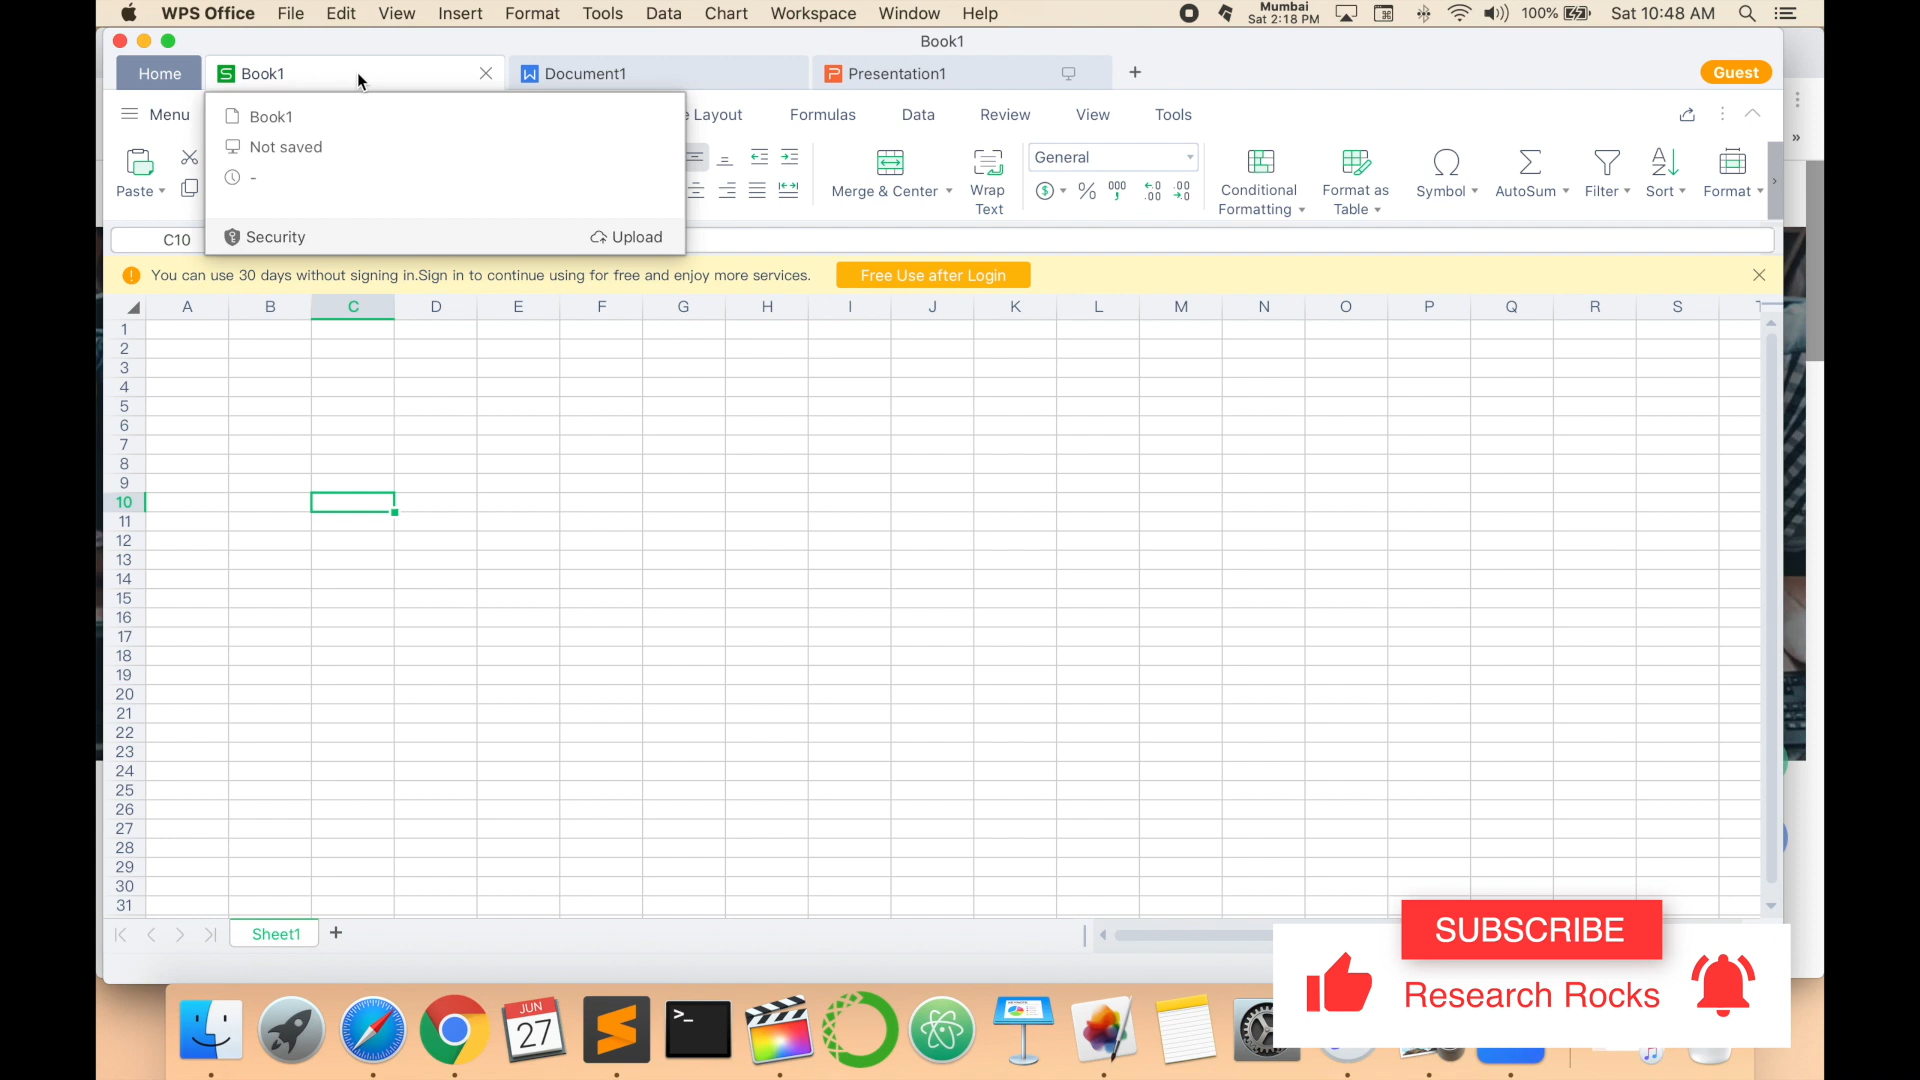 WPS Office File Edit View Insert Format Tools Data Chart Workspace Window Help
Mumbai
Sat 2:18 PM
100%
Sat 10:48 AM
Book1
Home
Book1
Document1
Presentation1
Guest
Menu
Layout
Formulas
Data
Review
View
Tools
Book1
Not saved
-
Security
Upload
Paste
Merge & Center
Wrap
Text
General
Conditional
Formatting
Format as
Table
Symbol
AutoSum
Filter
Sort
Format
C10
You can use 30 days without signing in.Sign in to continue using for free and enjoy more services.
Free Use after Login
A B C D E F G H I J K L M N O P Q R S
1
2
3
4
5
6
7
8
9
10
11
12
13
14
15
16
17
18
19
20
21
22
23
24
25
26
27
28
29
30
31
Sheet1
SUBSCRIBE
Research Rocks
JUN
27